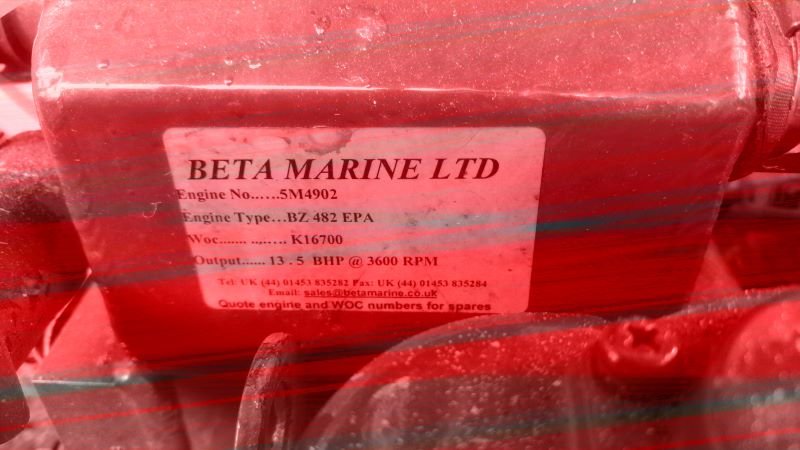 BETA MARINE LTD
Engine No......5M4902
Engine Type...BZ 482 EPA
Woc....... ..,..... K16700
Output...... 13 . 5 BHP @ 3600 RPM
Tel: UK (44) 01453 835282 Fax: UK (44) 01453 835284
Email: sales@betamarine.co.uk
Quote engine and WOC numbers for spares